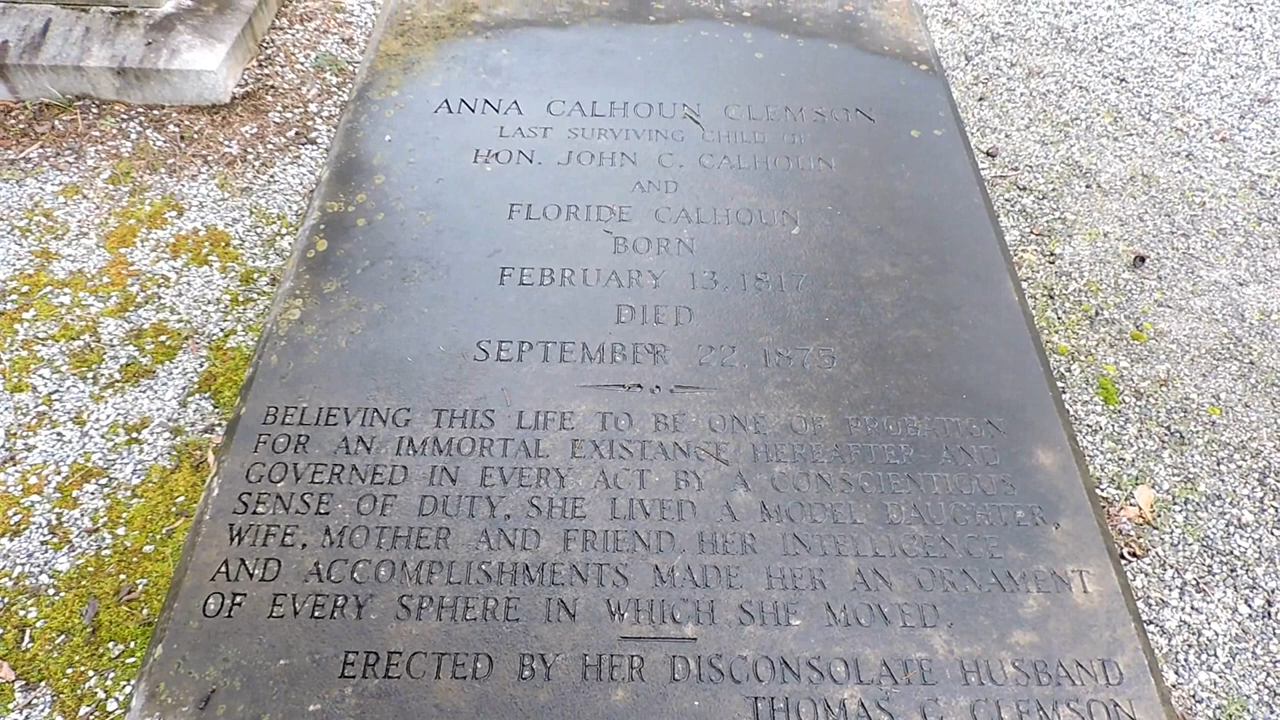 ANNA CALHOUN CLEMSON
LAST SURVIVING CHILD OF
HON. JOHN C. CALHOUN
AND
FLORIDE CALHOUN
BORN
FEBRUARY 13, 1817
DIED
SEPTEMBER 22, 1875
BELIEVING THIS LIFE TO BE ONE OF PROBATION
FOR AN IMMORTAL EXISTANCE HEREAFTER AND
GOVERNED IN EVERY ACT BY A CONSCIENTIOUS
SENSE OF DUTY, SHE LIVED A MODEL DAUGHTER,
WIFE, MOTHER AND FRIEND. HER INTELLIGENCE
AND ACCOMPLISHMENTS MADE HER AN ORNAMENT
OF EVERY SPHERE IN WHICH SHE MOVED.
ERECTED BY HER DISCONSOLATE HUSBAND
THOMAS G. CLEMSON